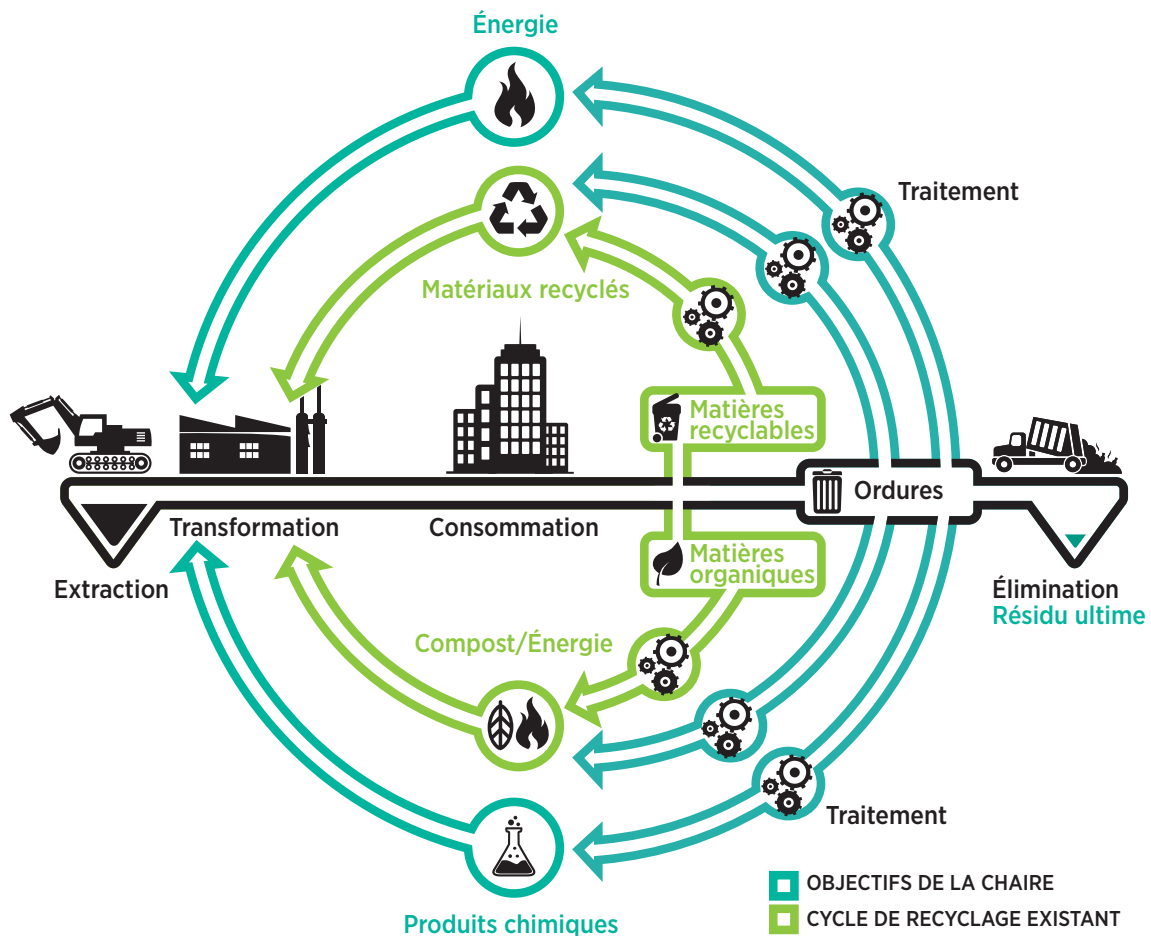 Énergie
Traitement
Matériaux recyclés
Matières
recyclables
Ordures
Transformation
Consommation
Matières
organiques
Extraction
Élimination
Résidu ultime
Compost/Énergie
Traitement
Produits chimiques
OBJECTIFS DE LA CHAIRE
CYCLE DE RECYCLAGE EXISTANT